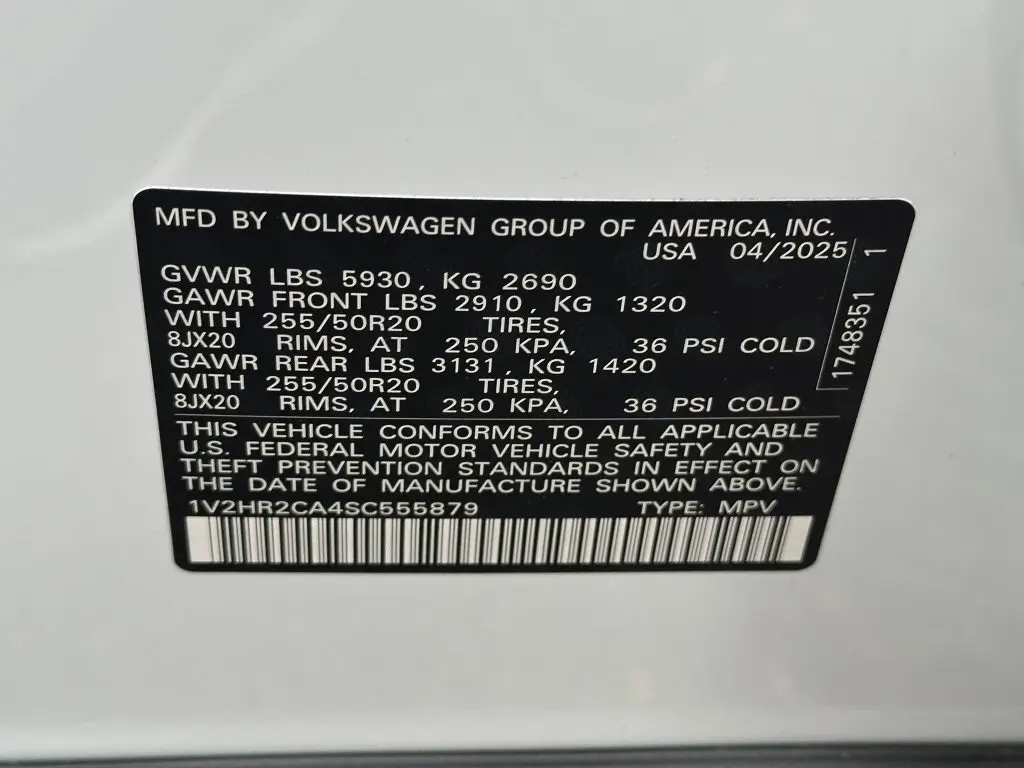 MFD BY VOLKSWAGEN GROUP OF AMERICA, INC.
USA 04/2025
GVWR LBS 5930, KG 2690
GAWR FRONT LBS 2910, KG 1320
WITH 255/50R20 TIRES,
8JX20 RIMS, AT 250 KPA, 36 PSI COLD
GAWR REAR LBS 3131, KG 1420
WITH 255/50R20 TIRES,
8JX20 RIMS, AT 250 KPA, 36 PSI COLD
THIS VEHICLE CONFORMS TO ALL APPLICABLE
U.S. FEDERAL MOTOR VEHICLE SAFETY AND
THEFT PREVENTION STANDARDS IN EFFECT ON
THE DATE OF MANUFACTURE SHOWN ABOVE.
1V2HR2CA4SC555879 TYPE: MPV
1748351 1